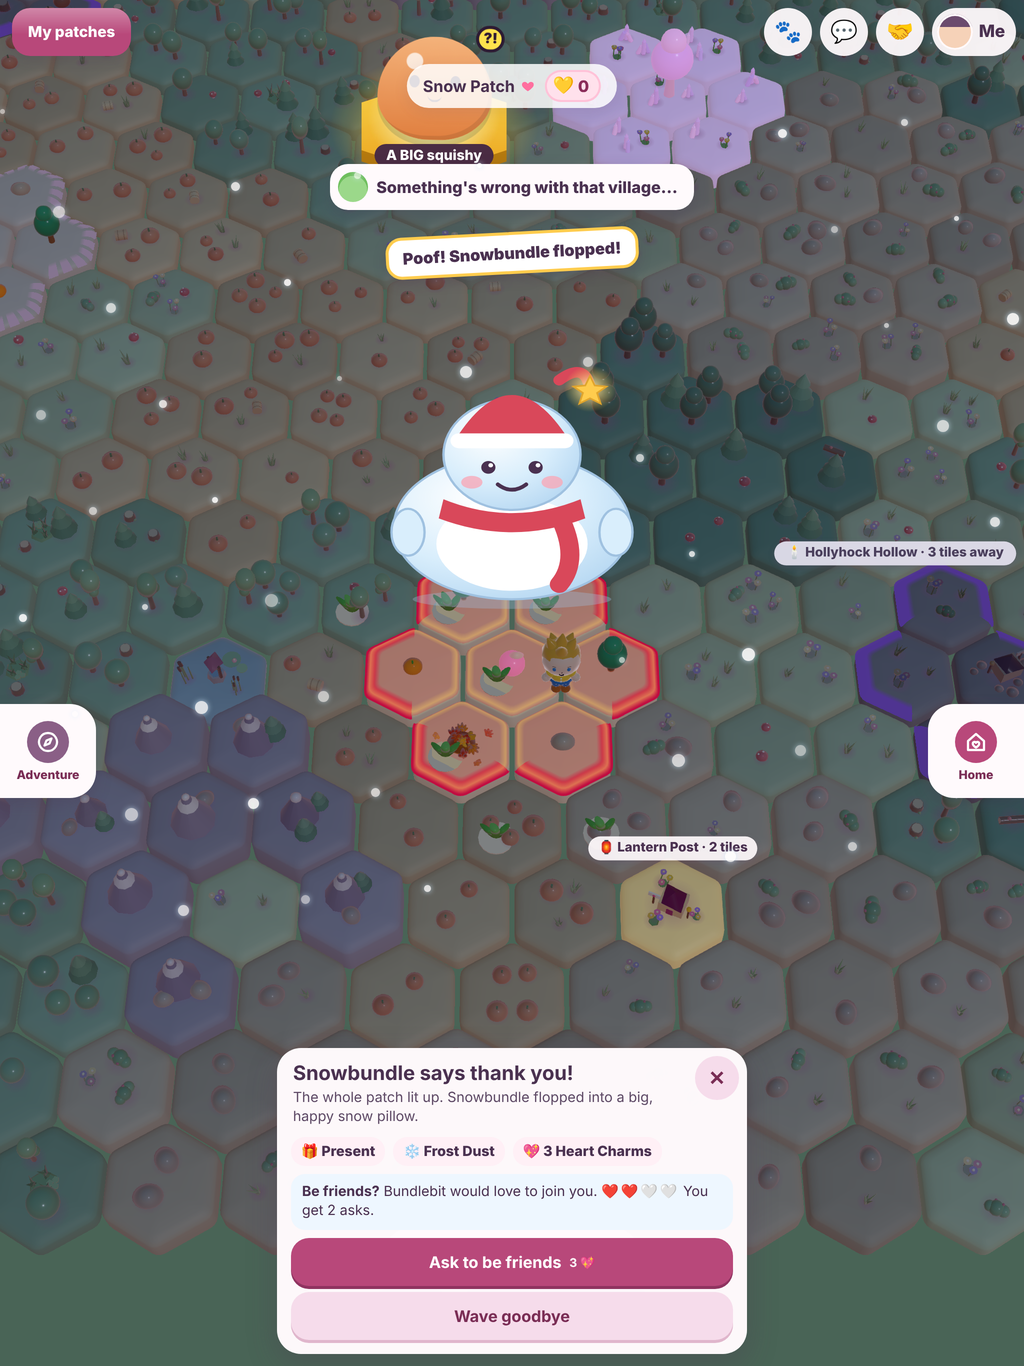 My patches
?!
Me
Snow Patch 0
A BIG squishy
Something's wrong with that village...
Poof! Snowbundle flopped!
Hollyhock Hollow · 3 tiles away
Adventure
Home
Lantern Post · 2 tiles
Snowbundle says thank you!
The whole patch lit up. Snowbundle flopped into a big,
happy snow pillow.
Present
Frost Dust
3 Heart Charms
Be friends? Bundlebit would love to join you. You
get 2 asks.
Ask to be friends 3
Wave goodbye